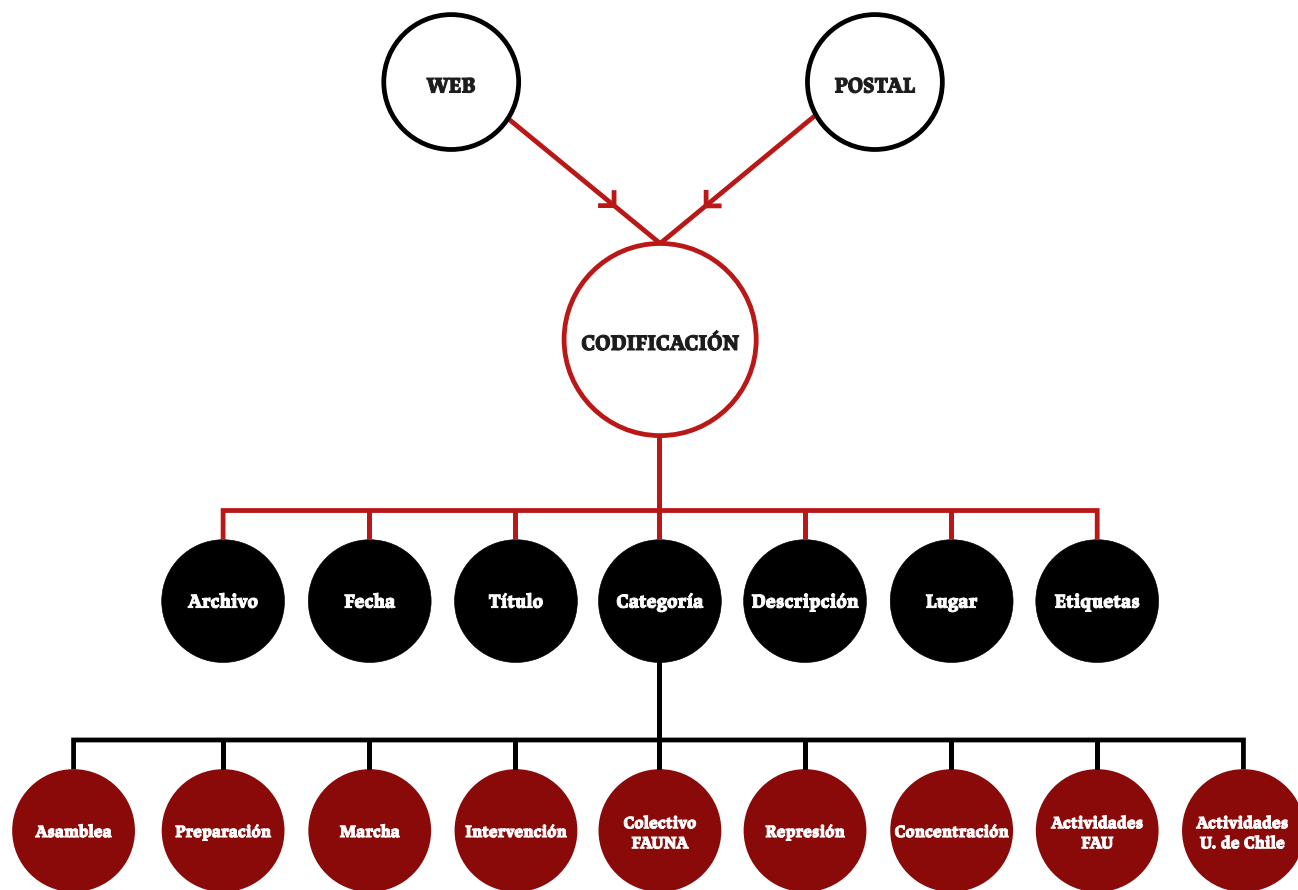 WEB
POSTAL
CODIFICACIÓN
Archivo
Fecha
Título
Categoría
Descripción
Lugar
Etiquetas
Asamblea
Preparación
Marcha
Intervención
Colectivo
FAUNA
Represión
Concentración
Actividades
FAU
Actividades
U. de Chile